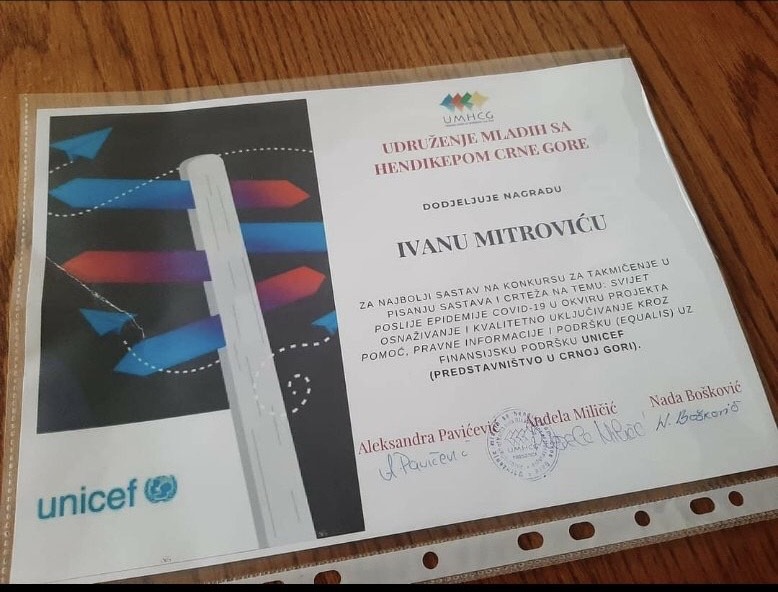 UMHCG
UDRUŽENJE MLADIH SA
HENDIKEPOM CRNE GORE
DODJELJUJE NAGRADU
IVANU MITROVIĆU
ZA NAJBOLJI SASTAV NA KONKURSU ZA TAKMIČENJE U
PISANJU SASTAVA I CRTEŽA NA TEMU: SVIJET
POSLIJE EPIDEMIJE COVID-19 U OKVIRU PROJEKTA
OSNAŽIVANJE I KVALITETNO UKLJUČIVANJE KROZ
POMOĆ, PRAVNE INFORMACIJE I PODRŠKU (EQUALIS) UZ
FINANSIJSKU PODRŠKU UNICEF
(PREDSTAVNIŠTVO U CRNOJ GORI).
Aleksandra Pavićević Anđela Miličić Nada Bošković
N. Bošković
UMHCG
unicef